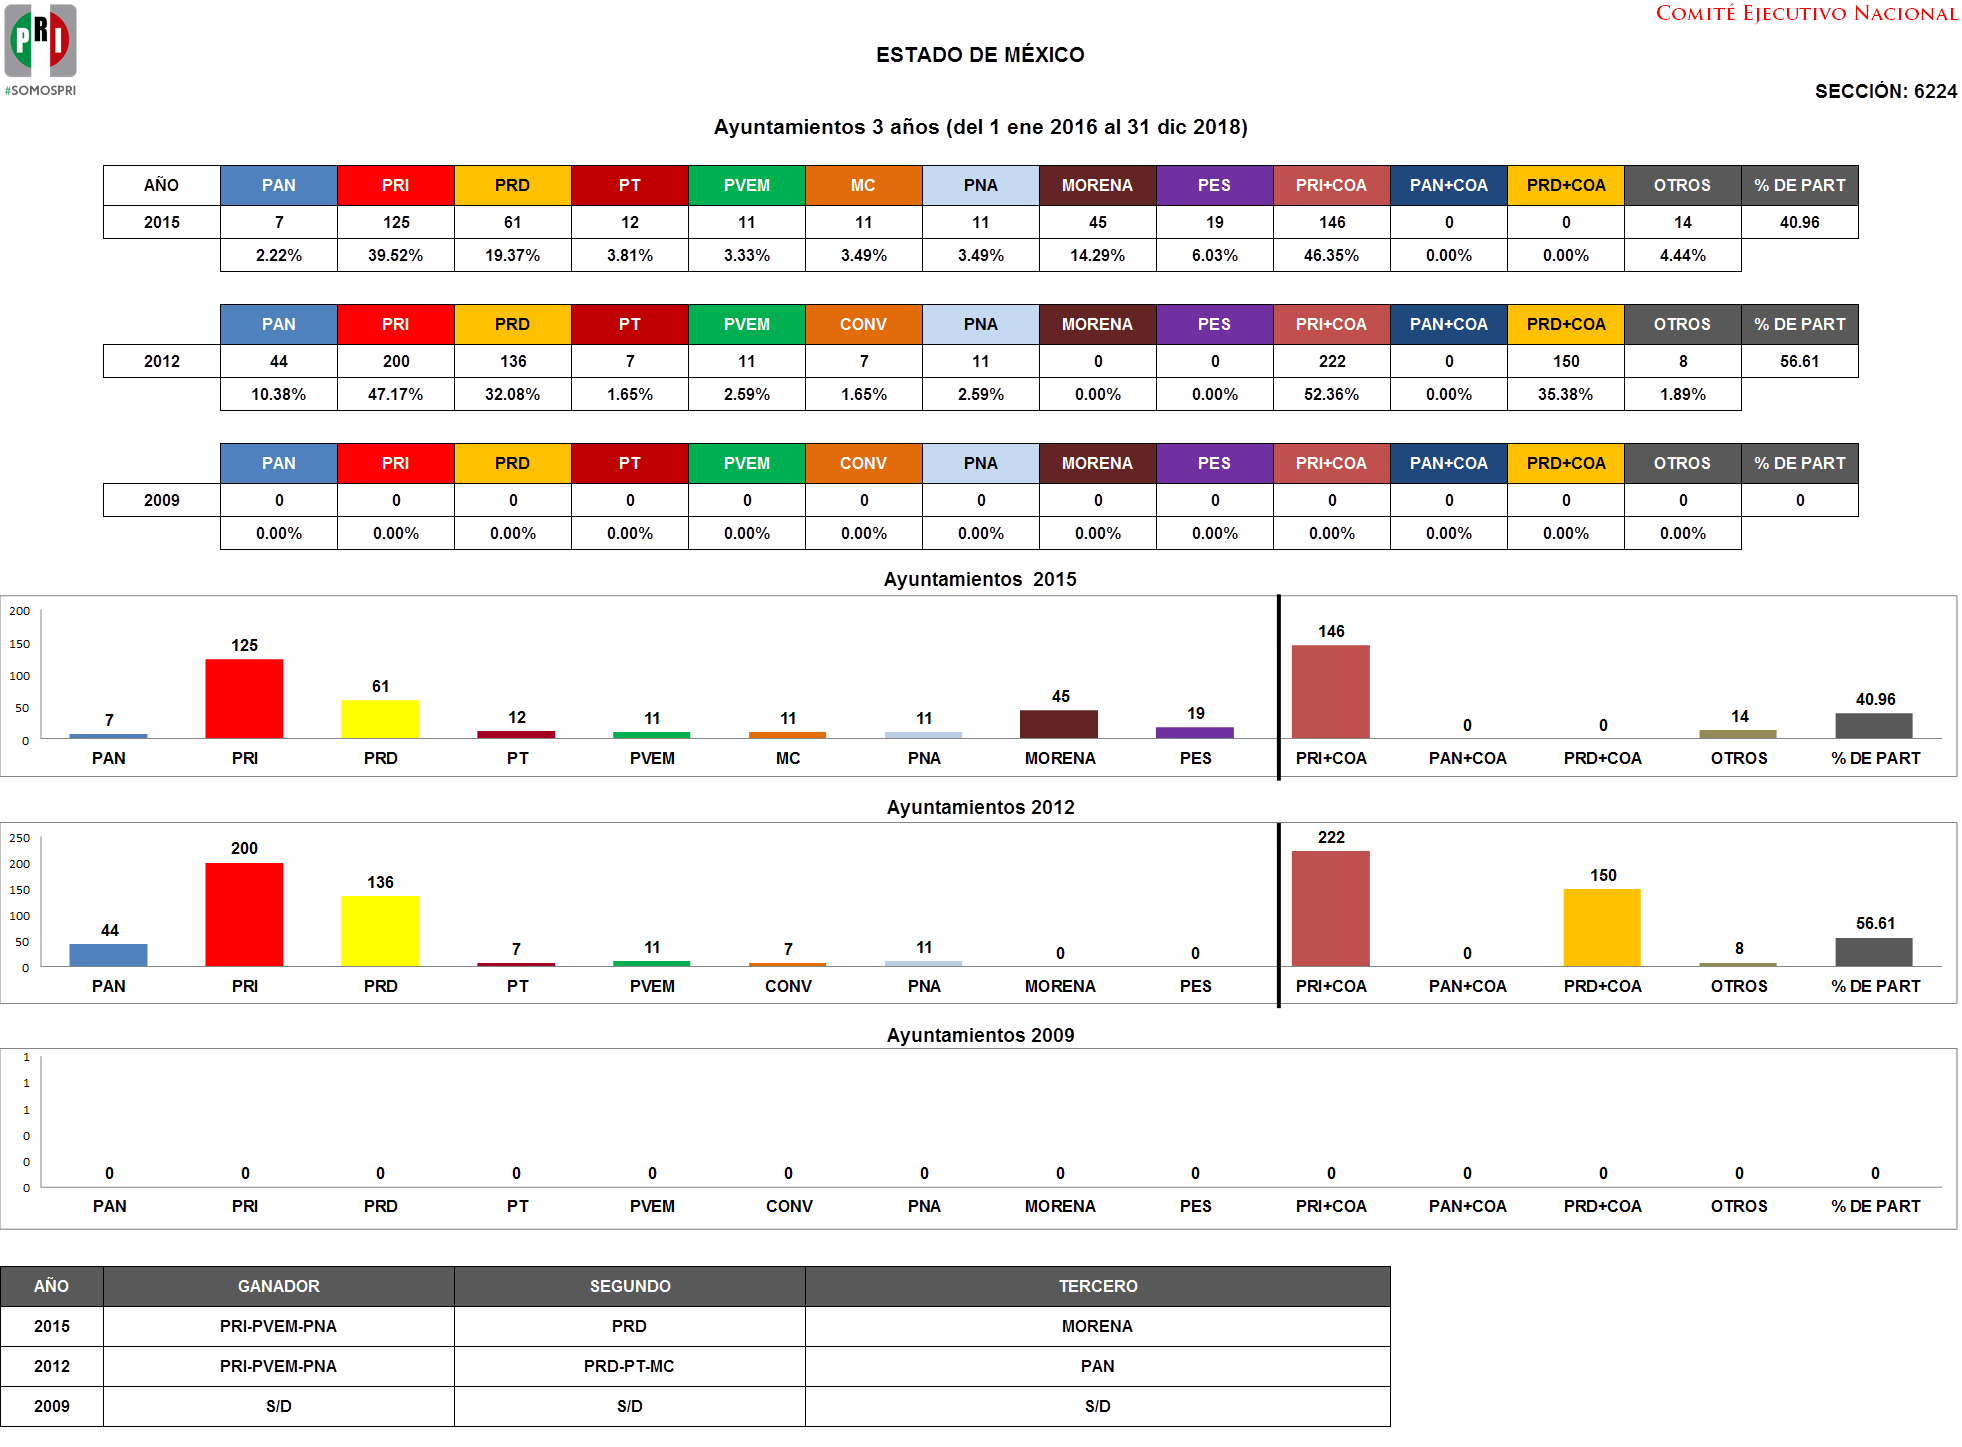 PRI
#SOMOSPRI
COMITÉ EJECUTIVO NACIONAL
ESTADO DE MÉXICO
SECCIÓN: 6224
Ayuntamientos 3 años (del 1 ene 2016 al 31 dic 2018)
AÑO PAN PRI PRD PT PVEM MC PNA MORENA PES PRI+COA PAN+COA PRD+COA OTROS % DE PART
2015 7 125 61 12 11 11 11 45 19 146 0 0 14 40.96
2.22% 39.52% 19.37% 3.81% 3.33% 3.49% 3.49% 14.29% 6.03% 46.35% 0.00% 0.00% 4.44%
PAN PRI PRD PT PVEM CONV PNA MORENA PES PRI+COA PAN+COA PRD+COA OTROS % DE PART
2012 44 200 136 7 11 7 11 0 0 222 0 150 8 56.61
10.38% 47.17% 32.08% 1.65% 2.59% 1.65% 2.59% 0.00% 0.00% 52.36% 0.00% 35.38% 1.89%
PAN PRI PRD PT PVEM CONV PNA MORENA PES PRI+COA PAN+COA PRD+COA OTROS % DE PART
2009 0 0 0 0 0 0 0 0 0 0 0 0 0 0
0.00% 0.00% 0.00% 0.00% 0.00% 0.00% 0.00% 0.00% 0.00% 0.00% 0.00% 0.00% 0.00%
Ayuntamientos 2015
200
150
100
50
0
7 125 61 12 11 11 11 45 19 146 0 0 14 40.96
PAN PRI PRD PT PVEM MC PNA MORENA PES PRI+COA PAN+COA PRD+COA OTROS % DE PART
Ayuntamientos 2012
250
200
150
100
50
0
44 200 136 7 11 7 11 0 0 222 0 150 8 56.61
PAN PRI PRD PT PVEM CONV PNA MORENA PES PRI+COA PAN+COA PRD+COA OTROS % DE PART
Ayuntamientos 2009
1
1
1
0
0
0
0 0 0 0 0 0 0 0 0 0 0 0 0 0
PAN PRI PRD PT PVEM CONV PNA MORENA PES PRI+COA PAN+COA PRD+COA OTROS % DE PART
AÑO GANADOR SEGUNDO TERCERO
2015 PRI-PVEM-PNA PRD MORENA
2012 PRI-PVEM-PNA PRD-PT-MC PAN
2009 S/D S/D S/D